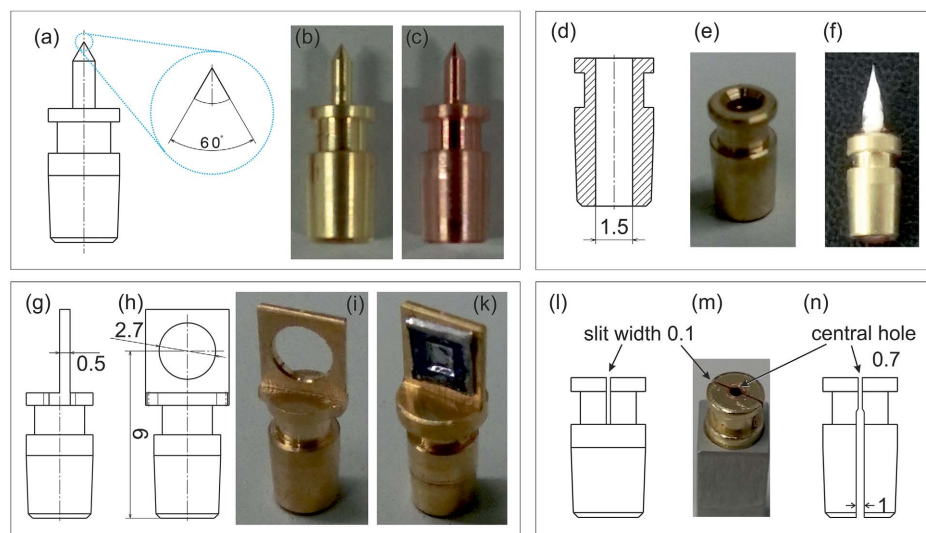 (a)
60°
(b)
(c)
(d)
1.5
(e)
(f)
(g)
0.5
(h)
2.7
9
(i)
(k)
(l)
slit width 0.1
(m)
(n)
central hole
0.7
1